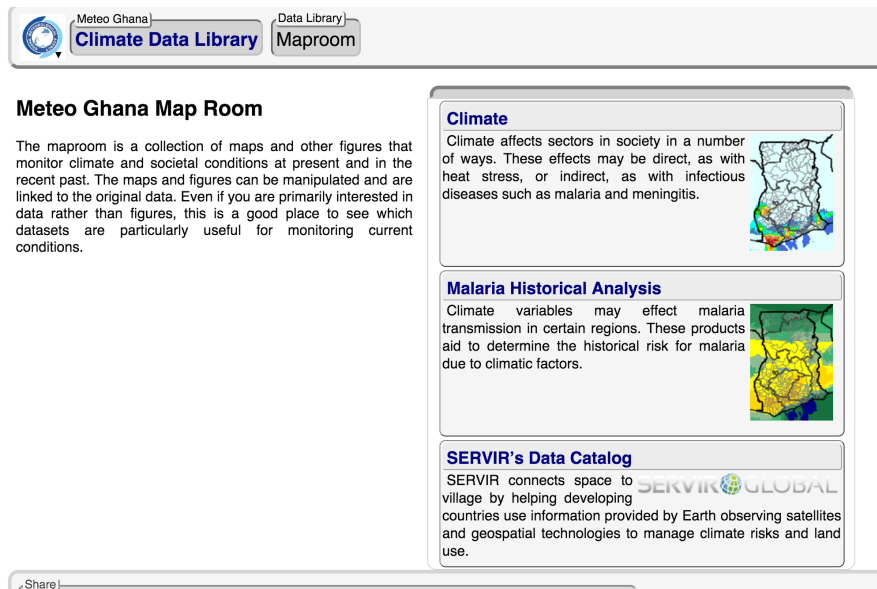 Meteo Ghana
Climate Data Library
Data Library
Maproom
Meteo Ghana Map Room
The maproom is a collection of maps and other figures that
monitor climate and societal conditions at present and in the
recent past. The maps and figures can be manipulated and are
linked to the original data. Even if you are primarily interested in
data rather than figures, this is a good place to see which
datasets are particularly useful for monitoring current
conditions.
Climate
Climate affects sectors in society in a number
of ways. These effects may be direct, as with
heat stress, or indirect, as with infectious
diseases such as malaria and meningitis.
Malaria Historical Analysis
Climate variables may effect malaria
transmission in certain regions. These products
aid to determine the historical risk for malaria
due to climatic factors.
SERVIR's Data Catalog
SERVIR connects space to
village by helping developing
countries use information provided by Earth observing satellites
and geospatial technologies to manage climate risks and land
use.
SERVIR GLOBAL
Share